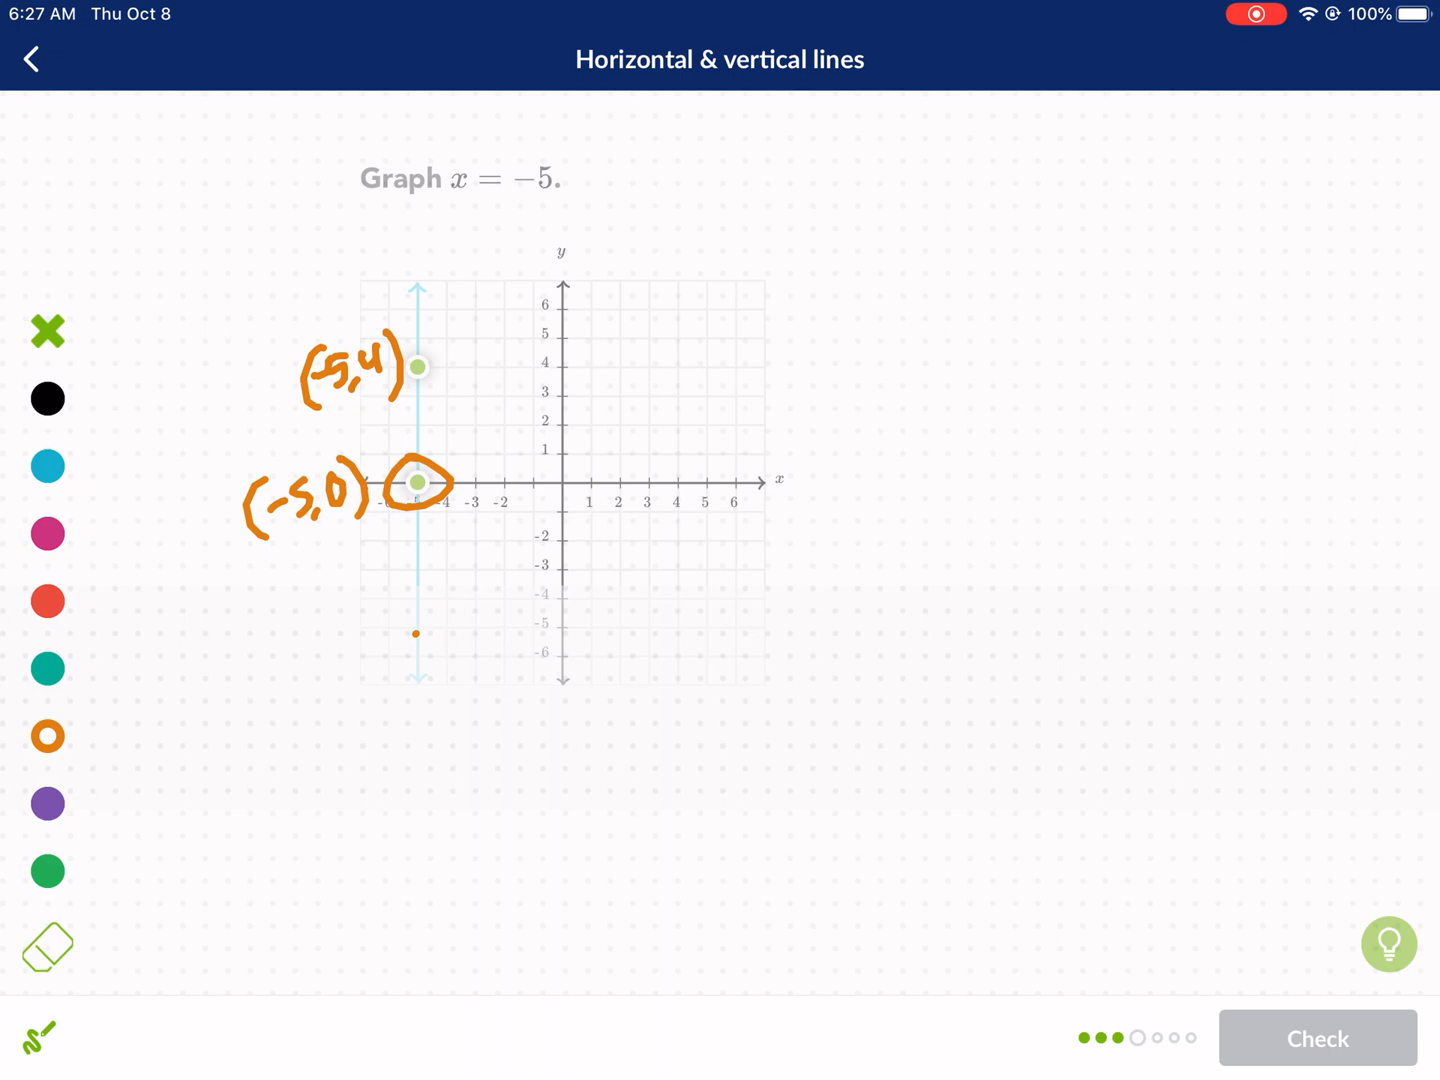 6:27 AM Thu Oct 8
100%
Horizontal & vertical lines
Graph x = −5.
y
6
5
4
3
2
1
(-5,4)
(-5,0)
x
-4 -3 -2 1 2 3 4 5 6
-2
-3
-4
-5
-6
Check